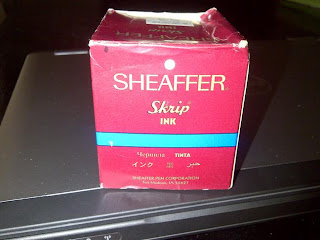 SHEAFFER
Skrip
INK
Чернила TINTA
インク حبر
SHEAFFER PEN CORPORATION